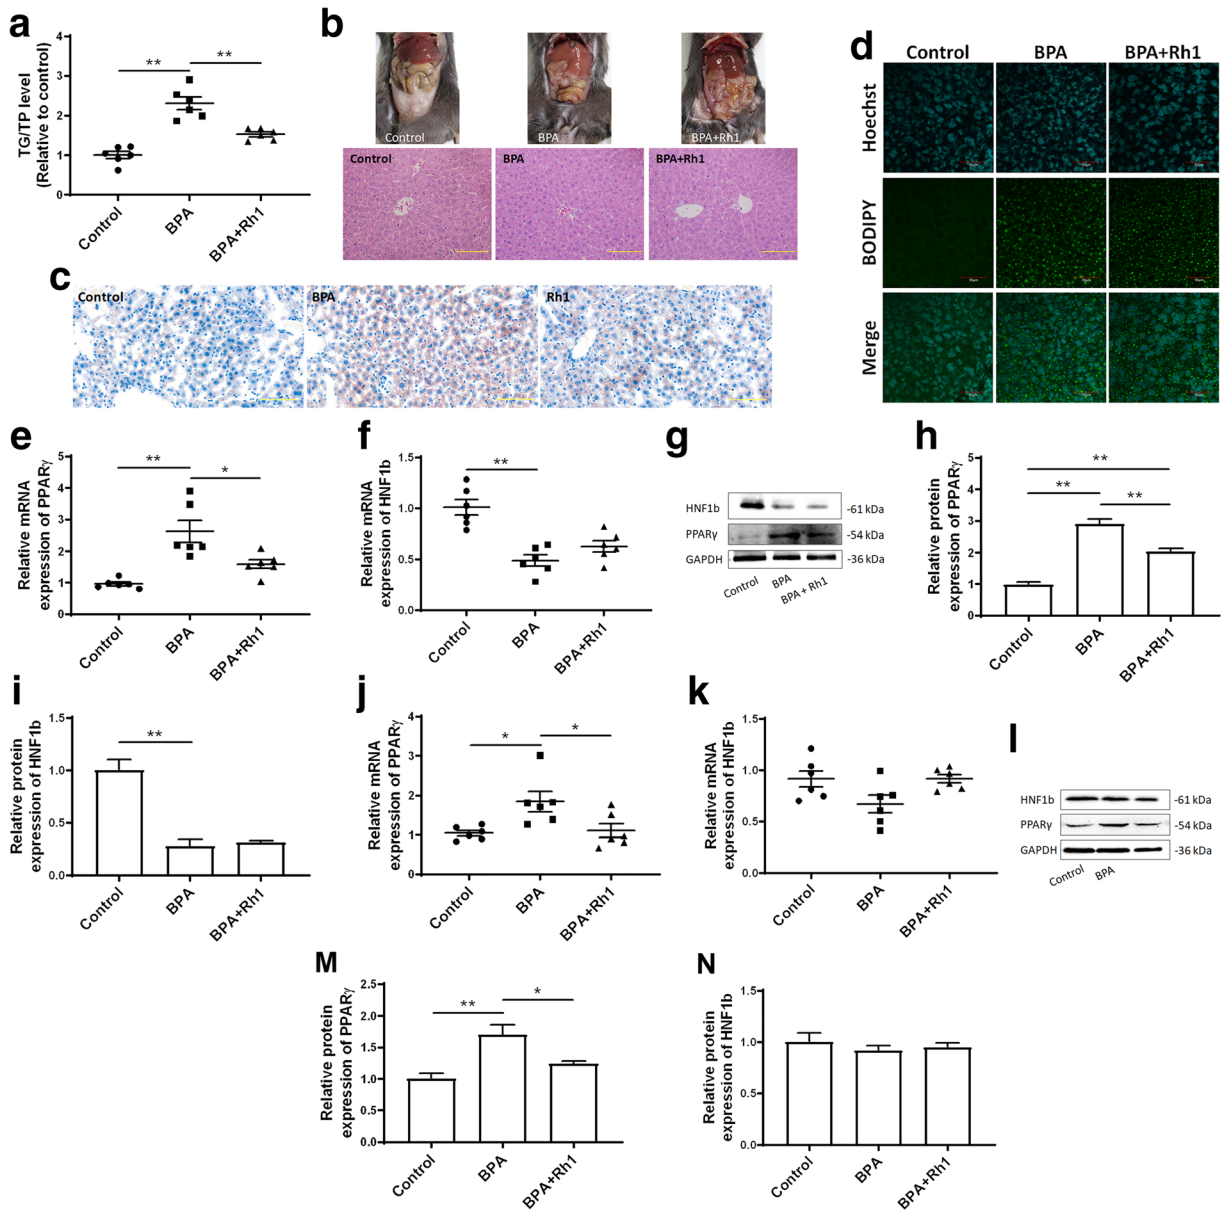 a
TG/TP level
(Relative to control)
4
3
2
1
0
**
**
Control
BPA
BPA+Rh1
b
Control
BPA
BPA+Rh1
Control
BPA
BPA+Rh1
c
Control
BPA
Rh1
d
Control
BPA
BPA+Rh1
Hoechst
BODIPY
Merge
e
Relative mRNA
expression of PPARγ
5
4
3
2
1
0
**
*
Control
BPA
BPA+Rh1
f
Relative mRNA
expression of HNF1b
1.5
1.0
0.5
0.0
**
Control
BPA
BPA+Rh1
g
HNF1b
-61 kDa
PPARγ
-54 kDa
GAPDH
-36 kDa
Control
BPA
BPA + Rh1
h
Relative protein
expression of PPARγ
5
4
3
2
1
0
**
**
**
Control
BPA
BPA+Rh1
i
Relative protein
expression of HNF1b
1.5
1.0
0.5
0.0
**
Control
BPA
BPA+Rh1
j
Relative mRNA
expression of PPARγ
4
3
2
1
0
*
*
Control
BPA
BPA+Rh1
k
Relative mRNA
expression of HNF1b
1.5
1.0
0.5
0.0
Control
BPA
BPA+Rh1
l
HNF1b
-61 kDa
PPARγ
-54 kDa
GAPDH
-36 kDa
Control
BPA
M
Relative protein
expression of PPARγ
2.5
2.0
1.5
1.0
0.5
0.0
**
*
Control
BPA
BPA+Rh1
N
Relative protein
expression of HNF1b
1.5
1.0
0.5
0.0
Control
BPA
BPA+Rh1